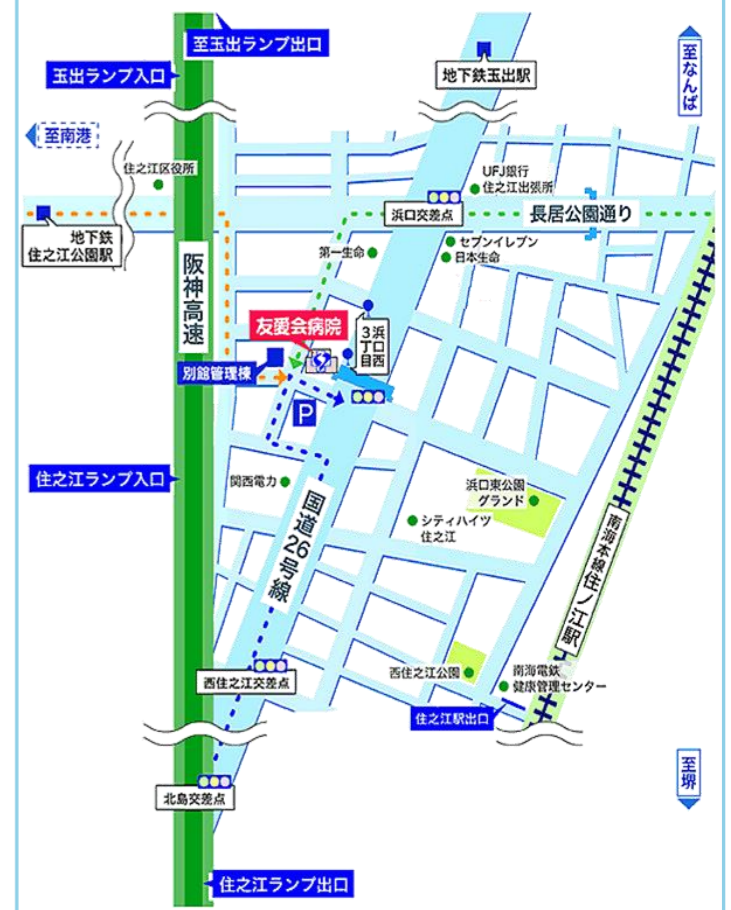 至玉出ランプ出口
玉出ランプ入口
地下鉄玉出駅
至なんば
至南港
住之江区役所
UFJ銀行
住之江出張所
浜口交差点
長居公園通り
地下鉄
住之江公園駅
セブンイレブン
日本生命
第一生命
阪神高速
友愛会病院
浜口西
3丁目
別舘管理棟
P
住之江ランプ入口
関西電力
浜口東公園
グランド
シティハイツ
住之江
国道26号線
南海本線住ノ江駅
西住之江交差点
西住之江公園
南海電鉄
健康管理センター
住之江駅出口
至堺
北島交差点
住之江ランプ出口